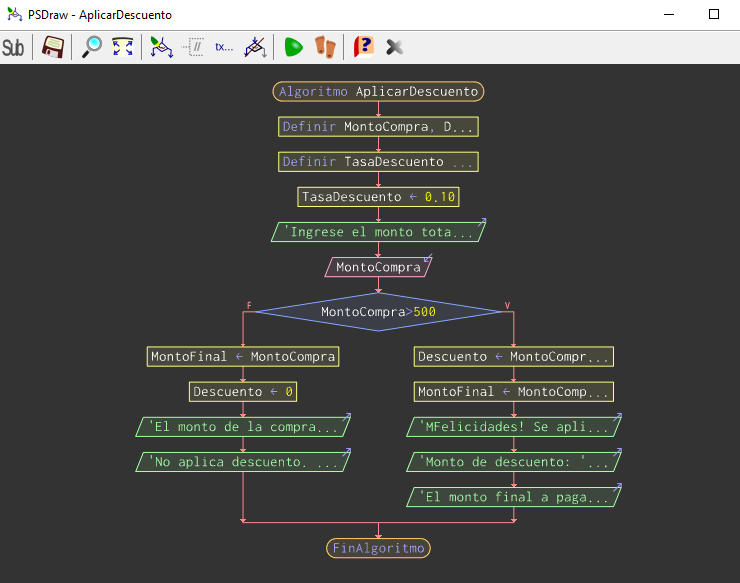 PSDraw - AplicarDescuento
Sub
//
tx...
?
Algoritmo AplicarDescuento
Definir MontoCompra, D...
Definir TasaDescuento ...
TasaDescuento ← 0.10
'Ingrese el monto tota...
MontoCompra
F
V
MontoCompra>500
MontoFinal ← MontoCompra
Descuento ← MontoCompr...
Descuento ← 0
MontoFinal ← MontoComp...
'El monto de la compra...
'MFelicidades! Se apli...
'No aplica descuento. ...
'Monto de descuento: '...
'El monto final a paga...
FinAlgoritmo